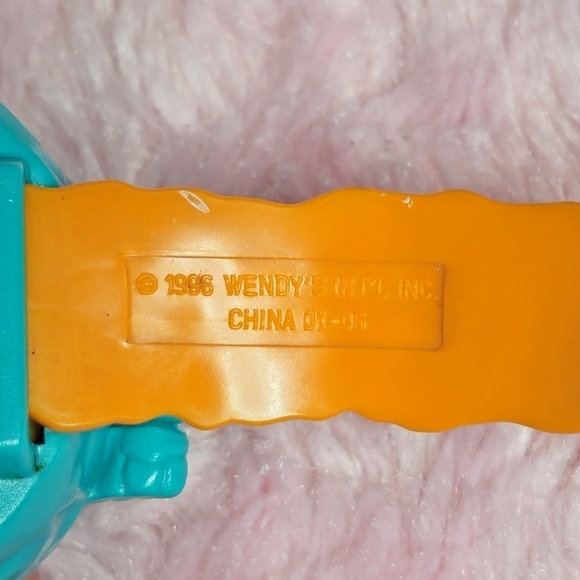 © 1996 WENDY'S INT'L, INC.
CHINA